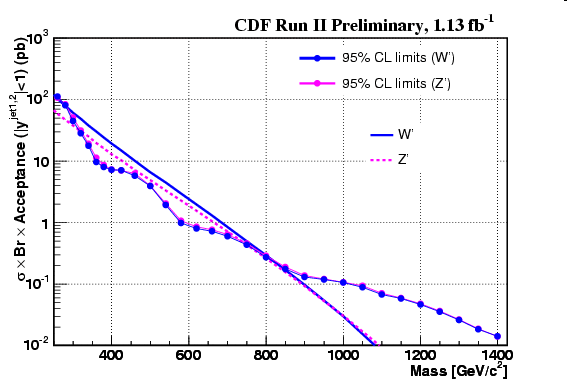 CDF Run II Preliminary, 1.13 fb⁻¹
σ × Br × Acceptance (|y^jet1,2|<1) (pb)
10³
10²
10
1
10⁻¹
10⁻²
95% CL limits (W')
95% CL limits (Z')
W'
Z'
400 600 800 1000 1200 1400
Mass [GeV/c²]